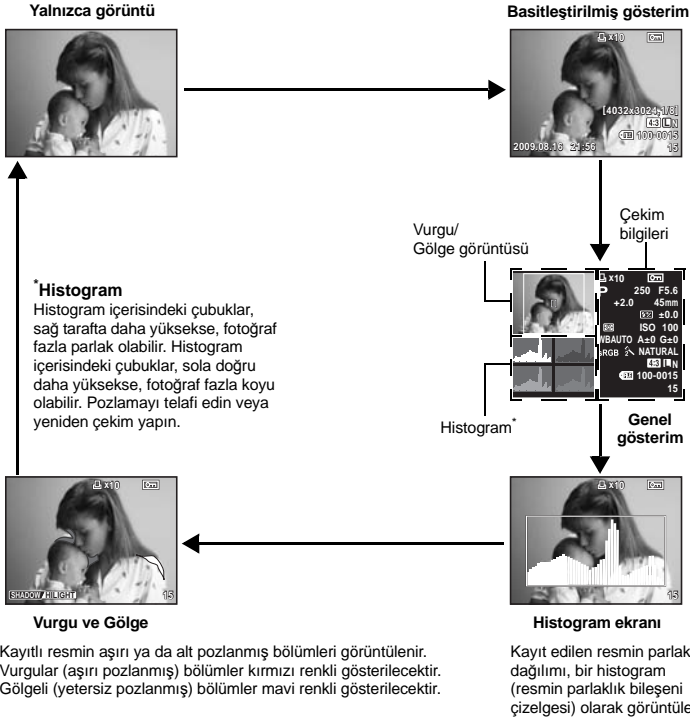 Yalnızca görüntü
Basitleştirilmiş gösterim
x10
[4032x3024,1/8]
4:3 L N
100-0015
2009.08.16 21:56 15
Vurgu/
Gölge görüntüsü
Çekim
bilgileri
x10
P 250 F5.6
+2.0 45mm
±0.0
ISO 100
WBAUTO A±0 G±0
sRGB NATURAL
4:3 L N
100-0015
15
*Histogram
Histogram içerisindeki çubuklar,
sağ tarafta daha yüksekse, fotoğraf
fazla parlak olabilir. Histogram
içerisindeki çubuklar, sola doğru
daha yüksekse, fotoğraf fazla koyu
olabilir. Pozlamayı telafi edin veya
yeniden çekim yapın.
Histogram*
Genel
gösterim
x10
SHADOW/HILIGHT 15
x10
15
Vurgu ve Gölge
Kayıtlı resmin aşırı ya da alt pozlanmış bölümleri görüntülenir.
Vurgular (aşırı pozlanmış) bölümler kırmızı renkli gösterilecektir.
Gölgeli (yetersiz pozlanmış) bölümler mavi renkli gösterilecektir.
Histogram ekranı
Kayıt edilen resmin parlak
dağılımı, bir histogram
(resmin parlaklık bileşeni
çizelgesi) olarak görüntüle